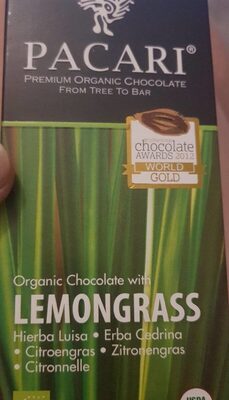 PACARI®
PREMIUM ORGANIC CHOCOLATE
FROM TREE TO BAR
chocolate
AWARDS 2012
WORLD
GOLD
Organic Chocolate with
LEMONGRASS
Hierba Luisa • Erba Cedrina
• Citroengras • Zitronengras
• Citronnelle
USDA